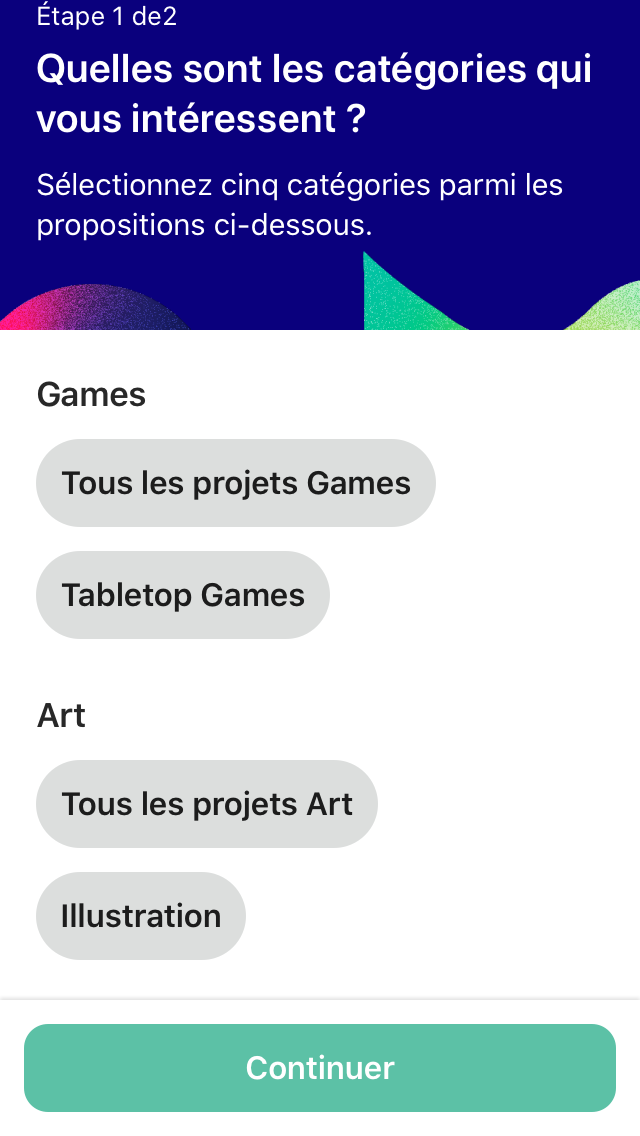 Étape 1 de2
Quelles sont les catégories qui
vous intéressent ?
Sélectionnez cinq catégories parmi les
propositions ci-dessous.
Games
Tous les projets Games
Tabletop Games
Art
Tous les projets Art
Illustration
Continuer